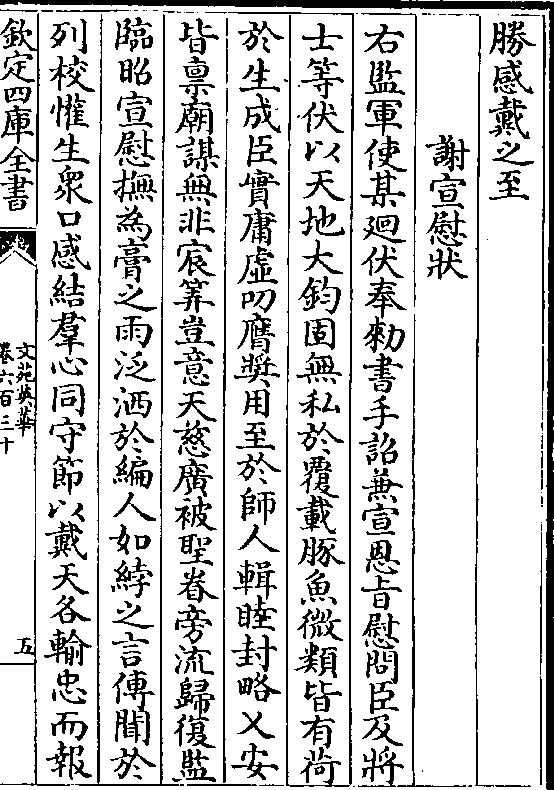 勝感戴之至
謝宣慰狀
右監軍使某廻伏奉勑書手詔兼宣恩旨慰問臣及將
士等伏以天地大鈞固無私於覆載豚魚微類皆有荷
於生成臣實庸虛叨膺奬用至於師人輯睦封略乂安
皆禀廟謀無非宸筭豈意天慈廣被聖眷旁流歸復監
臨昭宣慰撫為膏之雨泛洒於編人如綍之言傳聞於
列校懽生衆口感結羣心同守節以戴天各輸忠而報
欽定四庫全書
文苑英華
卷六百三十
五